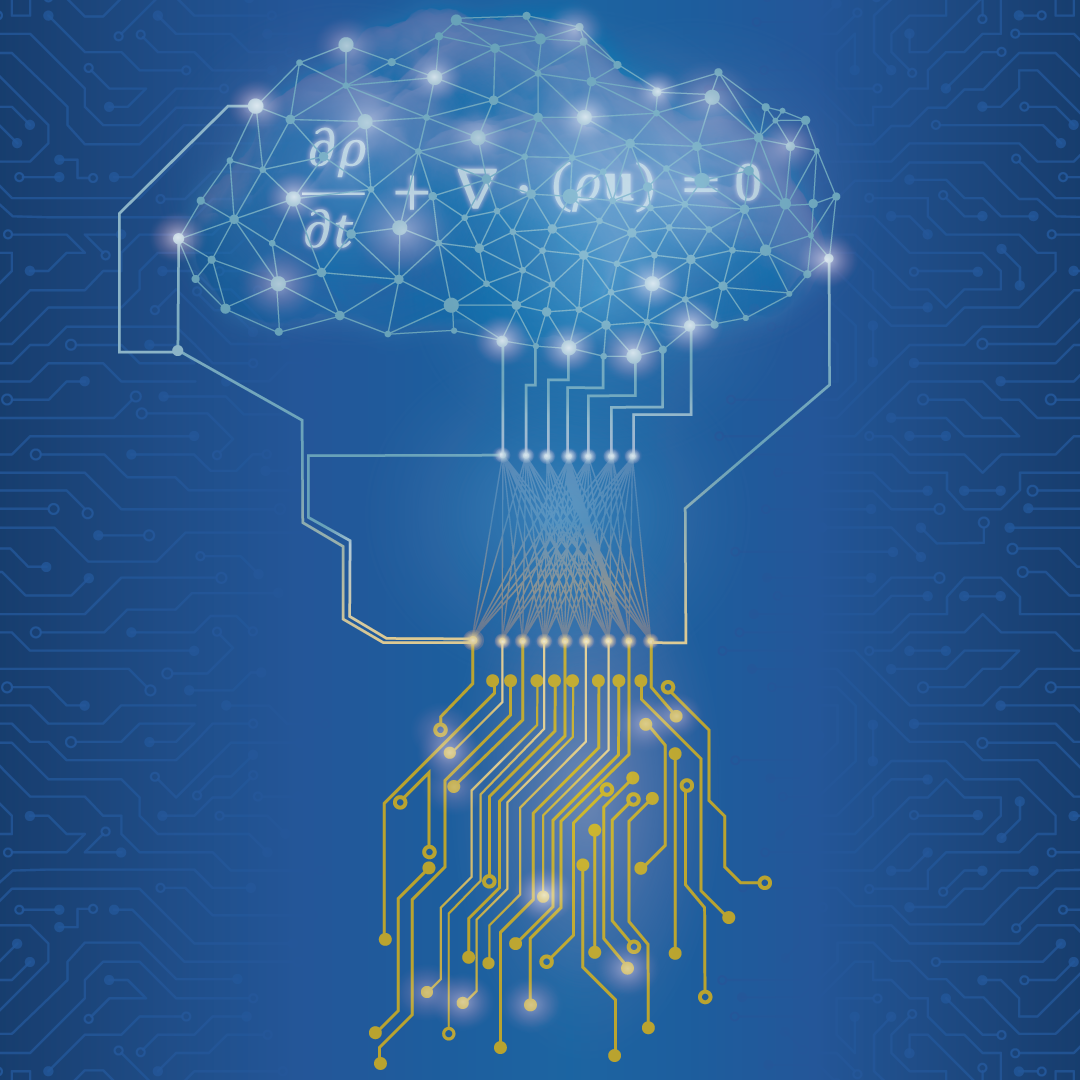 ∂ρ/∂t + ∇ · (ρu) = 0